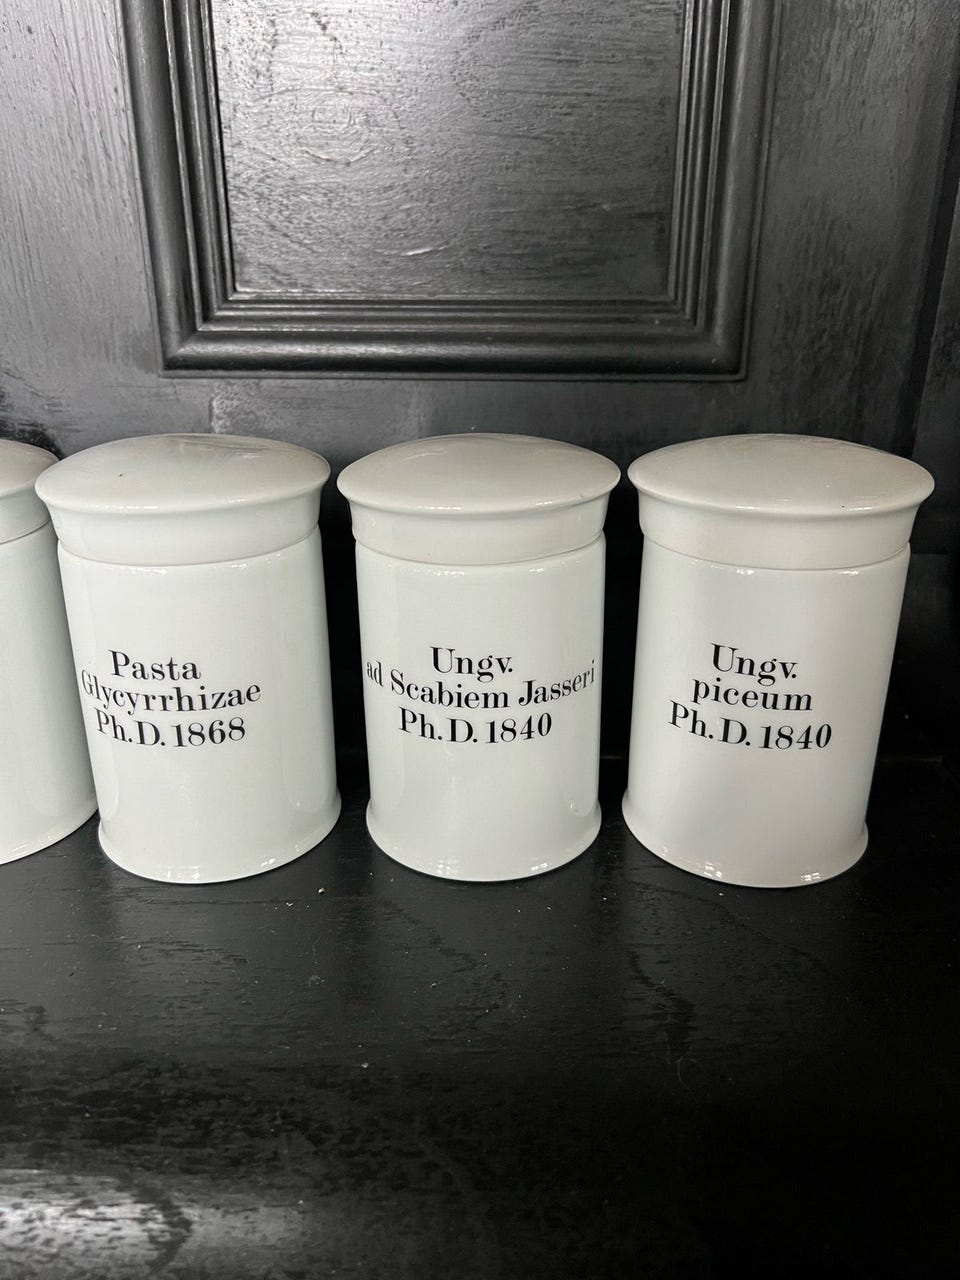 Pasta
Glycyrrhizae
Ph.D.1868
Ungv.
ad Scabiem Jasseri
Ph.D.1840
Ungv.
piceum
Ph.D.1840